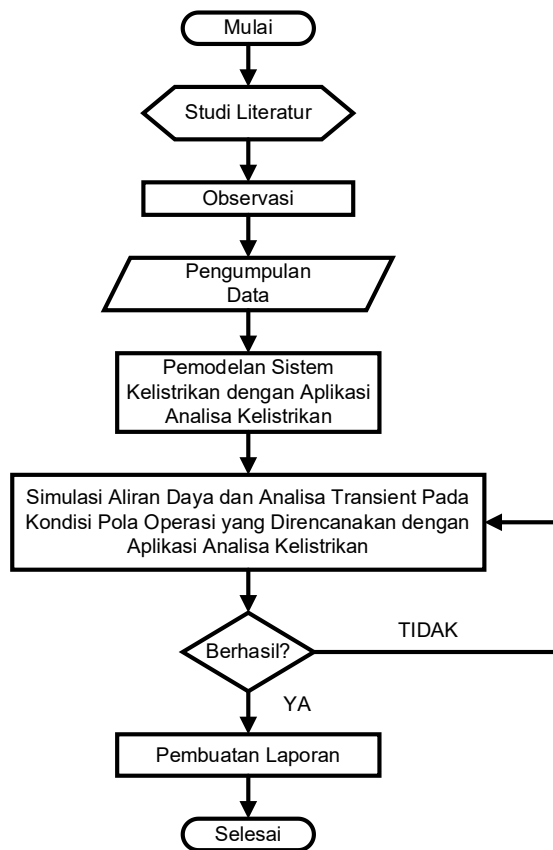 Mulai
Studi Literatur
Observasi
Pengumpulan
Data
Pemodelan Sistem
Kelistrikan dengan Aplikasi
Analisa Kelistrikan
Simulasi Aliran Daya dan Analisa Transient Pada
Kondisi Pola Operasi yang Direncanakan dengan
Aplikasi Analisa Kelistrikan
Berhasil?
TIDAK
YA
Pembuatan Laporan
Selesai